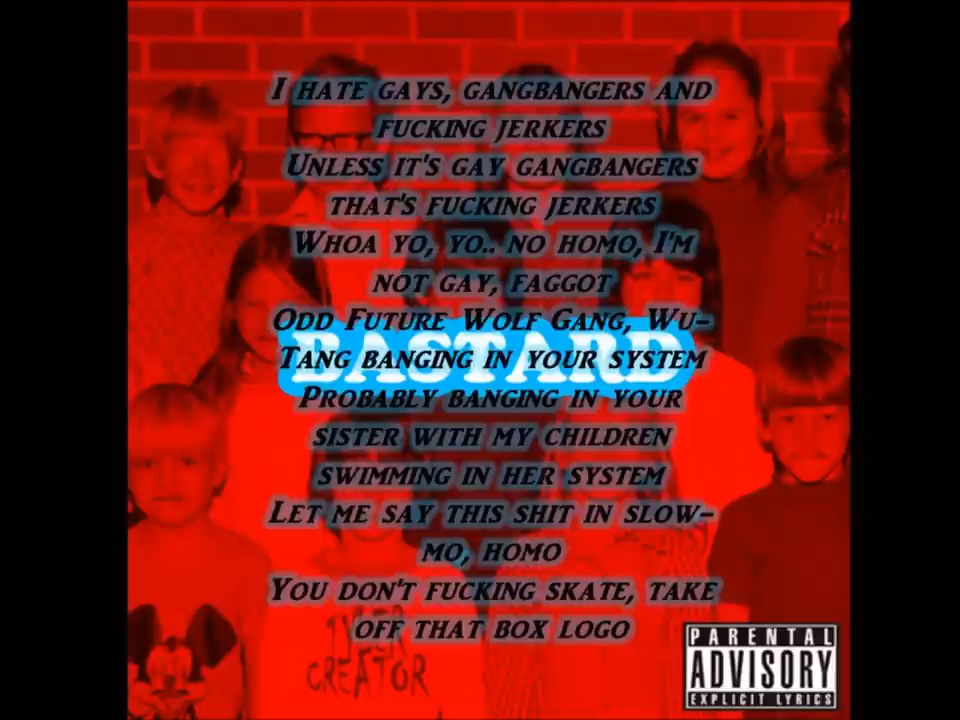 I HATE GAYS, GANGBANGERS AND
FUCKING JERKERS
UNLESS IT'S GAY GANGBANGERS
THAT'S FUCKING JERKERS
WHOA YO, YO.. NO HOMO, I'M
NOT GAY, FAGGOT
ODD FUTURE WOLF GANG, WU-
TANG BANGING IN YOUR SYSTEM
BASTARD
PROBABLY BANGING IN YOUR
SISTER WITH MY CHILDREN
SWIMMING IN HER SYSTEM
LET ME SAY THIS SHIT IN SLOW-
MO, HOMO
YOU DON'T FUCKING SKATE, TAKE
OFF THAT BOX LOGO
TYLER
CREATOR
PARENTAL
ADVISORY
EXPLICIT LYRICS